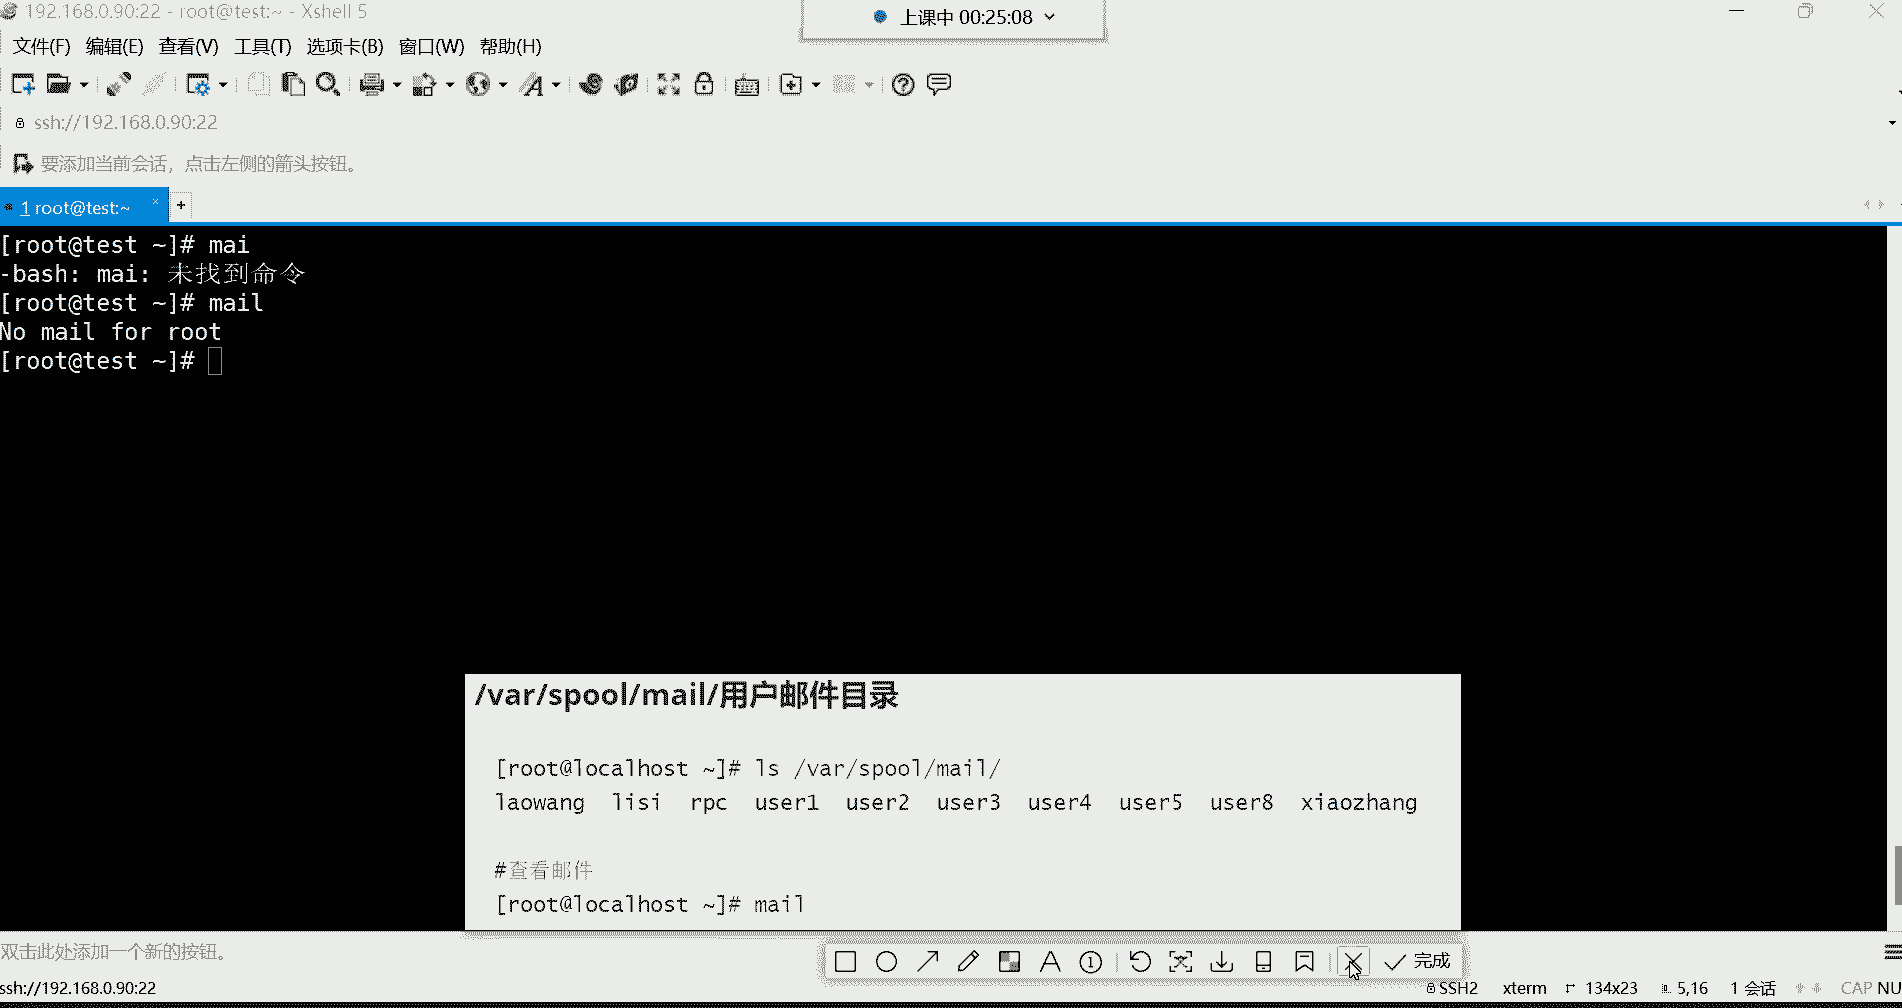 192.168.0.90:22 - root@test:~ - Xshell 5
上课中 00:25:08
文件(F) 编辑(E) 查看(V) 工具(T) 选项卡(B) 窗口(W) 帮助(H)
ssh://192.168.0.90:22
要添加当前会话，点击左侧的箭头按钮。
1 root@test:~ × +
[root@test ~]# mai
-bash: mai: 未找到命令
[root@test ~]# mail
No mail for root
[root@test ~]#
/var/spool/mail/用户邮件目录
[root@localhost ~]# ls /var/spool/mail/
laowang lisi rpc user1 user2 user3 user4 user5 user8 xiaozhang
#查看邮件
[root@localhost ~]# mail
双击此处添加一个新的按钮。
完成
ssh://192.168.0.90:22
SSH2 xterm 134x23 5,16 1 会话 CAP NU